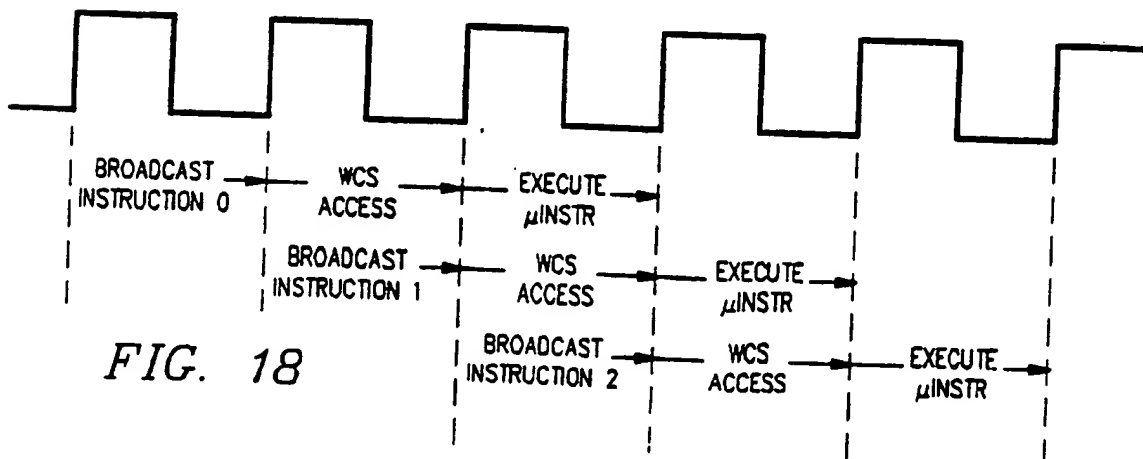 BROADCAST
INSTRUCTION 0
WCS
ACCESS
EXECUTE
μINSTR
BROADCAST
INSTRUCTION 1
WCS
ACCESS
EXECUTE
μINSTR
BROADCAST
INSTRUCTION 2
WCS
ACCESS
EXECUTE
μINSTR
FIG. 18